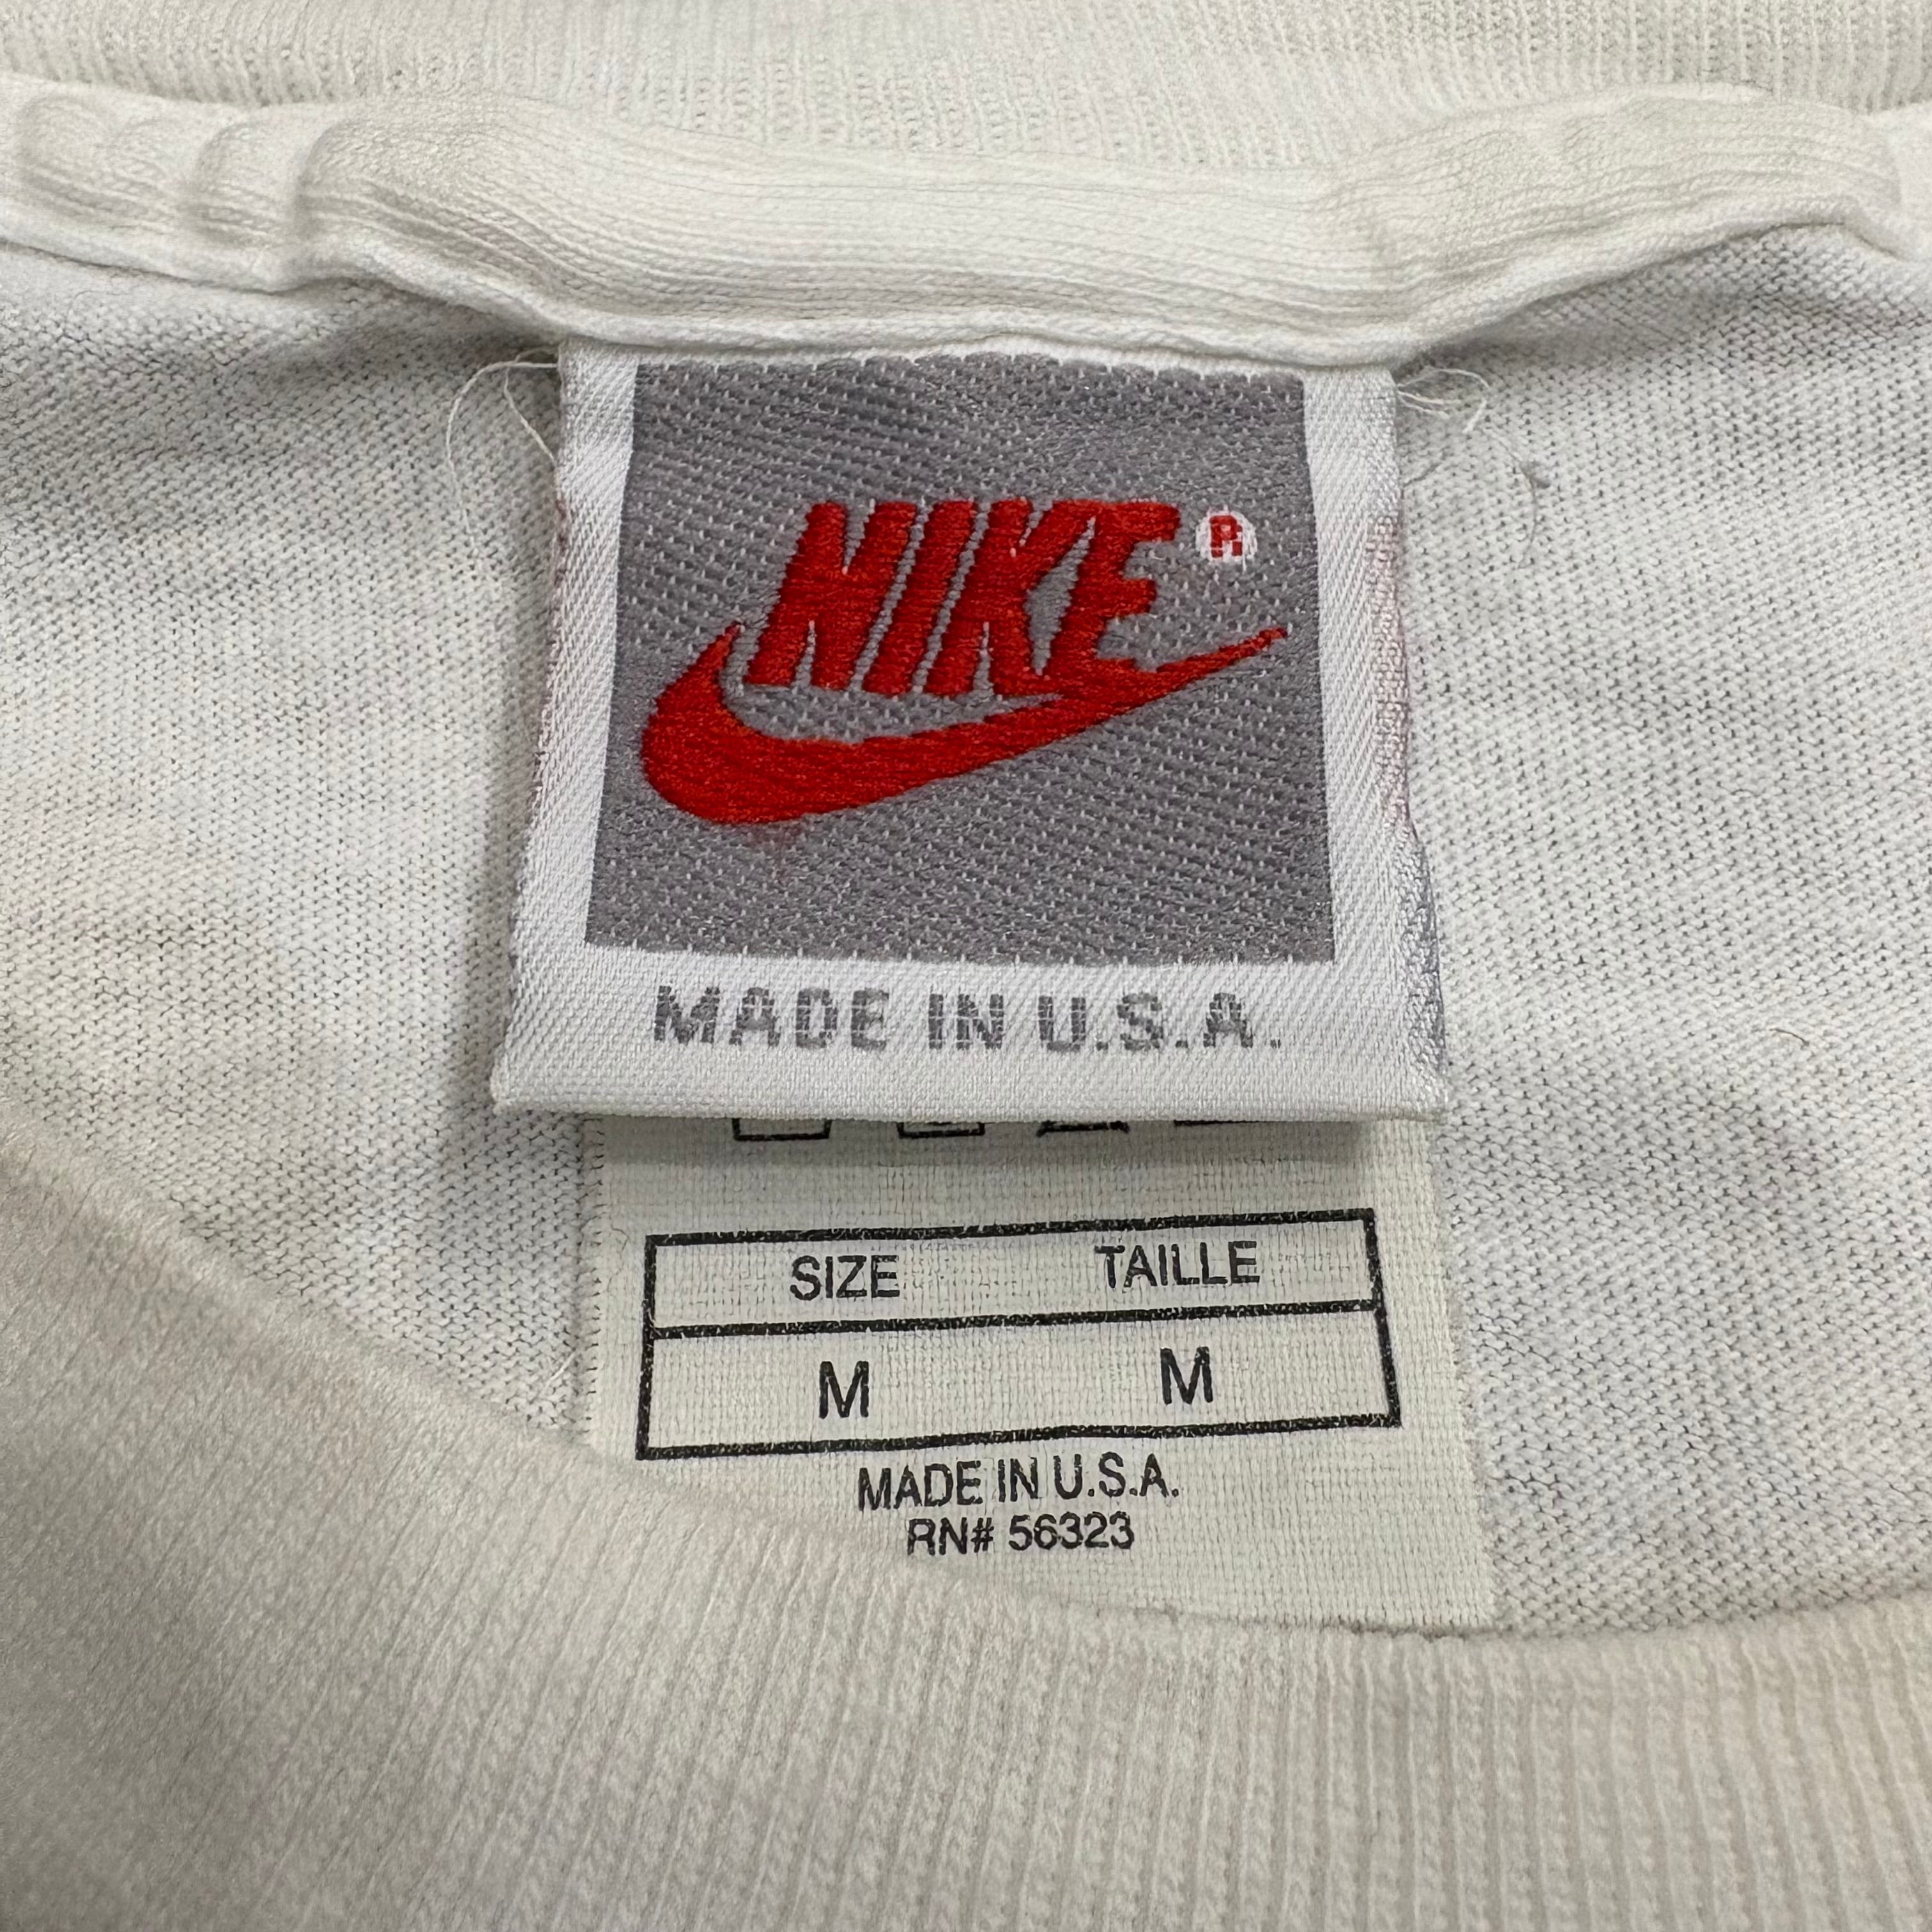 NIKE ®
MADE IN U.S.A.
SIZE TAILLE
M M
MADE IN U.S.A.
RN# 56323